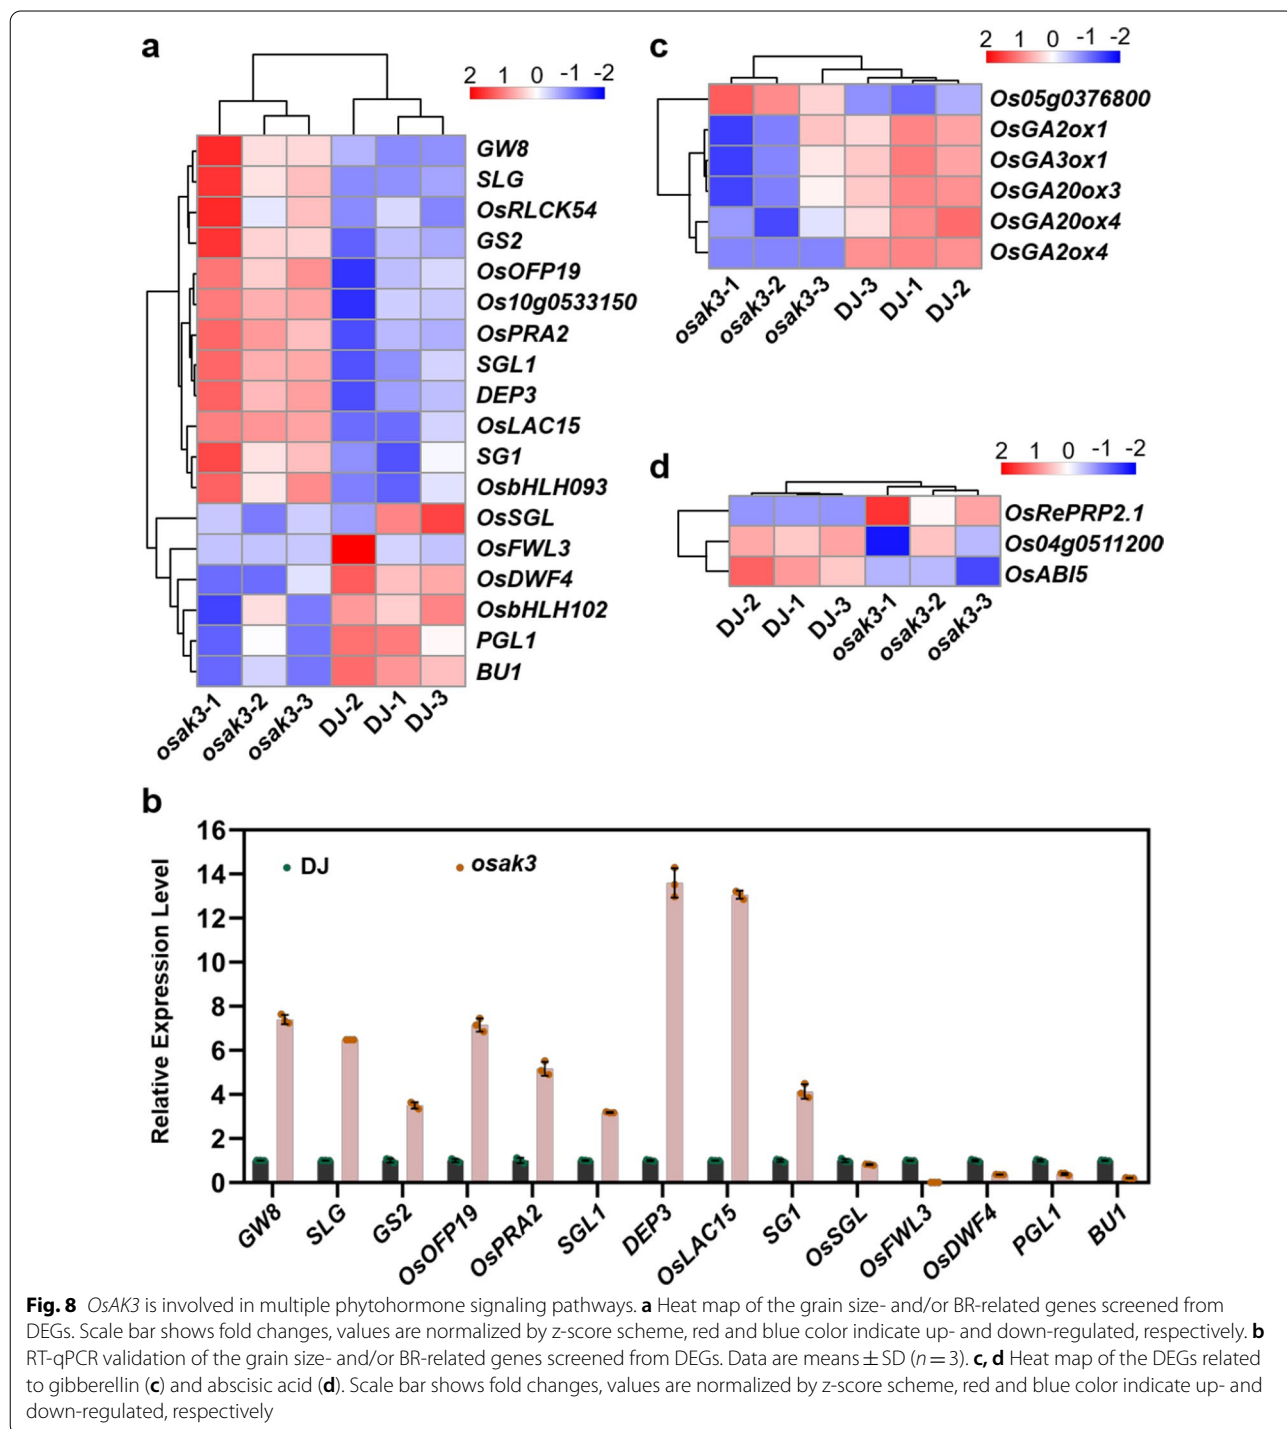 a
2 1 0 -1 -2
GW8
SLG
OsRLCK54
GS2
OsOFP19
Os10g0533150
OsPRA2
SGL1
DEP3
OsLAC15
SG1
OsbHLH093
OsSGL
OsFWL3
OsDWF4
OsbHLH102
PGL1
BU1
osak3-1 osak3-2 osak3-3 DJ-2 DJ-1 DJ-3
c
2 1 0 -1 -2
Os05g0376800
OsGA2ox1
OsGA3ox1
OsGA20ox3
OsGA20ox4
OsGA2ox4
osak3-1 osak3-2 osak3-3 DJ-3 DJ-1 DJ-2
d
2 1 0 -1 -2
OsRePRP2.1
Os04g0511200
OsABI5
DJ-2 DJ-1 DJ-3 osak3-1 osak3-2 osak3-3
b
Relative Expression Level
16
14
12
10
8
6
4
2
0
DJ osak3
GW8 SLG GS2 OsOFP19 OsPRA2 SGL1 DEP3 OsLAC15 SG1 OsSGL OsFWL3 OsDWF4 PGL1 BU1
Fig. 8 OsAK3 is involved in multiple phytohormone signaling pathways. a Heat map of the grain size- and/or BR-related genes screened from
DEGs. Scale bar shows fold changes, values are normalized by z-score scheme, red and blue color indicate up- and down-regulated, respectively. b
RT-qPCR validation of the grain size- and/or BR-related genes screened from DEGs. Data are means ± SD (n = 3). c, d Heat map of the DEGs related
to gibberellin (c) and abscisic acid (d). Scale bar shows fold changes, values are normalized by z-score scheme, red and blue color indicate up- and
down-regulated, respectively